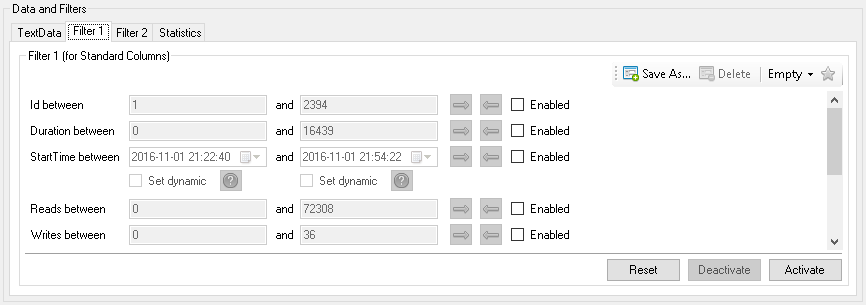 Data and Filters
TextData Filter 1 Filter 2 Statistics
Filter 1 (for Standard Columns)
Save As... Delete Empty
Id between 1 and 2394 Enabled
Duration between 0 and 16439 Enabled
StartTime between 2016-11-01 21:22:40 and 2016-11-01 21:54:22 Enabled
Set dynamic ? Set dynamic ?
Reads between 0 and 72308 Enabled
Writes between 0 and 36 Enabled
Reset Deactivate Activate